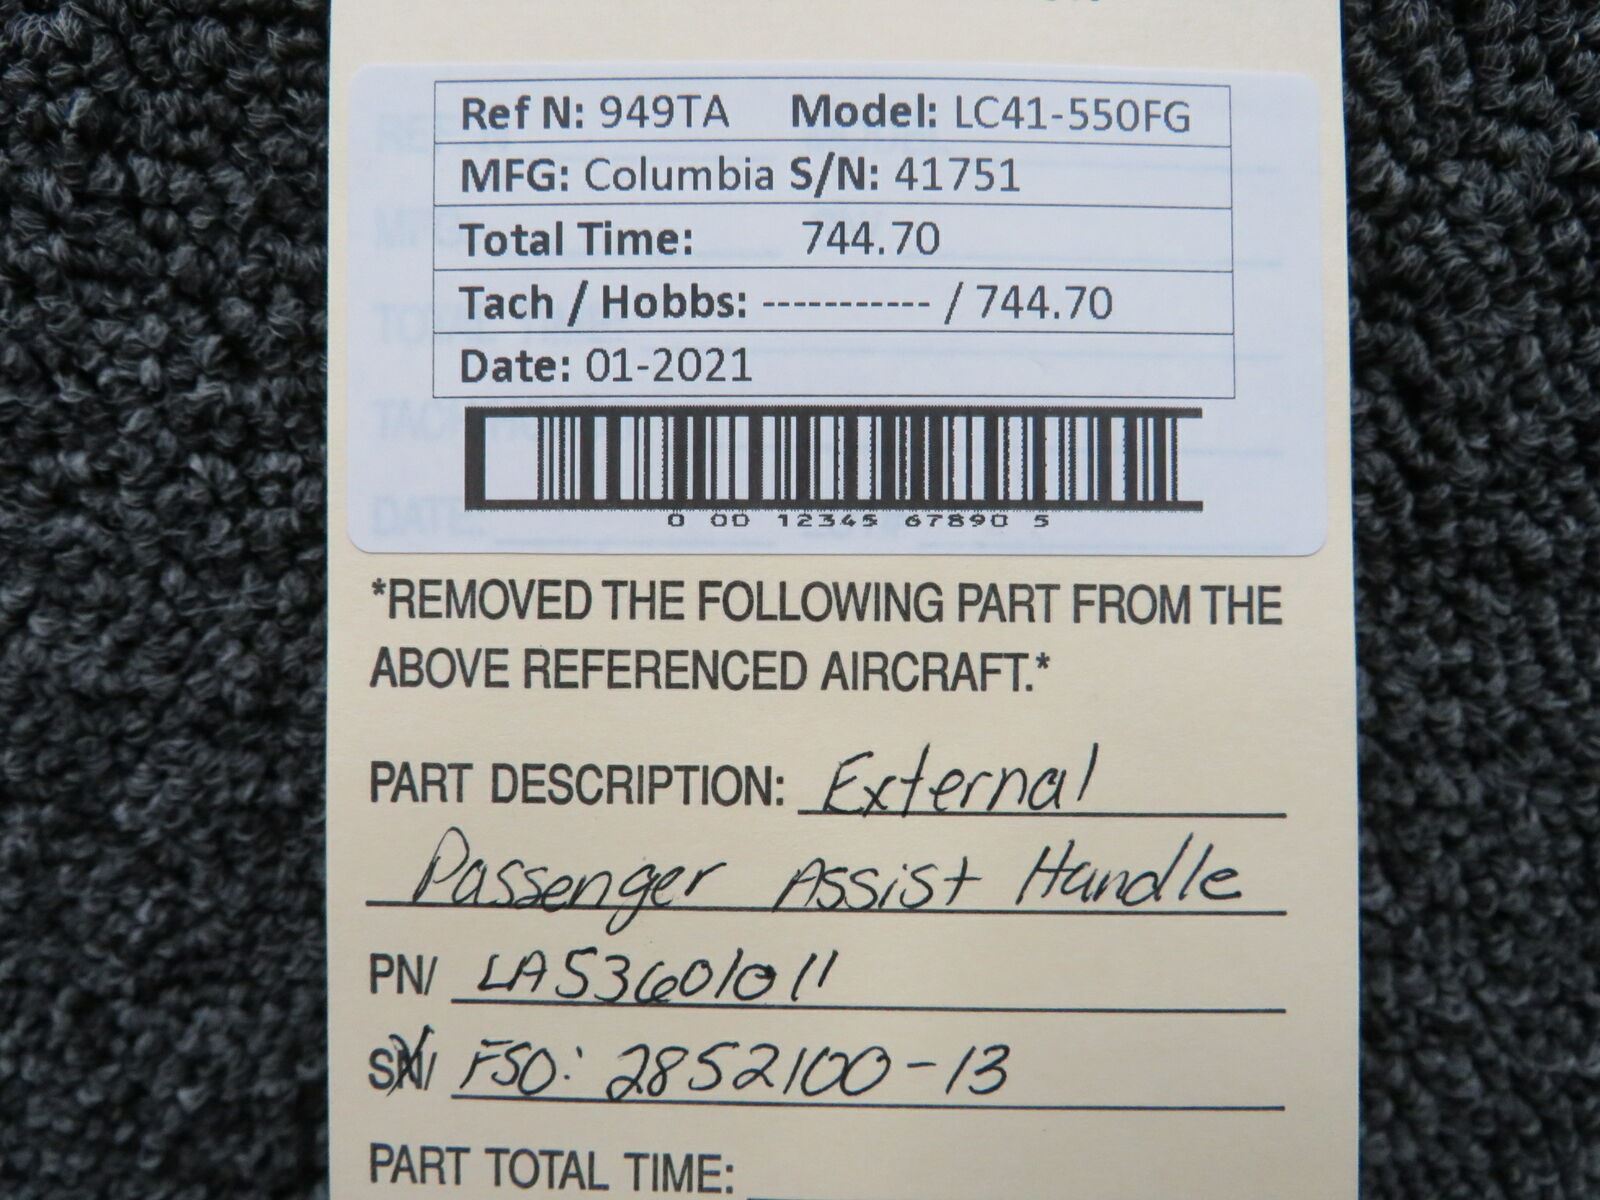 Ref N: 949TA Model: LC41-550FG
MFG: Columbia S/N: 41751
Total Time: 744.70
Tach / Hobbs: ----------- / 744.70
Date: 01-2021
0 00 12345 67890 5
*REMOVED THE FOLLOWING PART FROM THE
ABOVE REFERENCED AIRCRAFT.*
PART DESCRIPTION: External
Passenger Assist Handle
PN/ LA53601011
SN/ FSO: 2852100-13
PART TOTAL TIME: